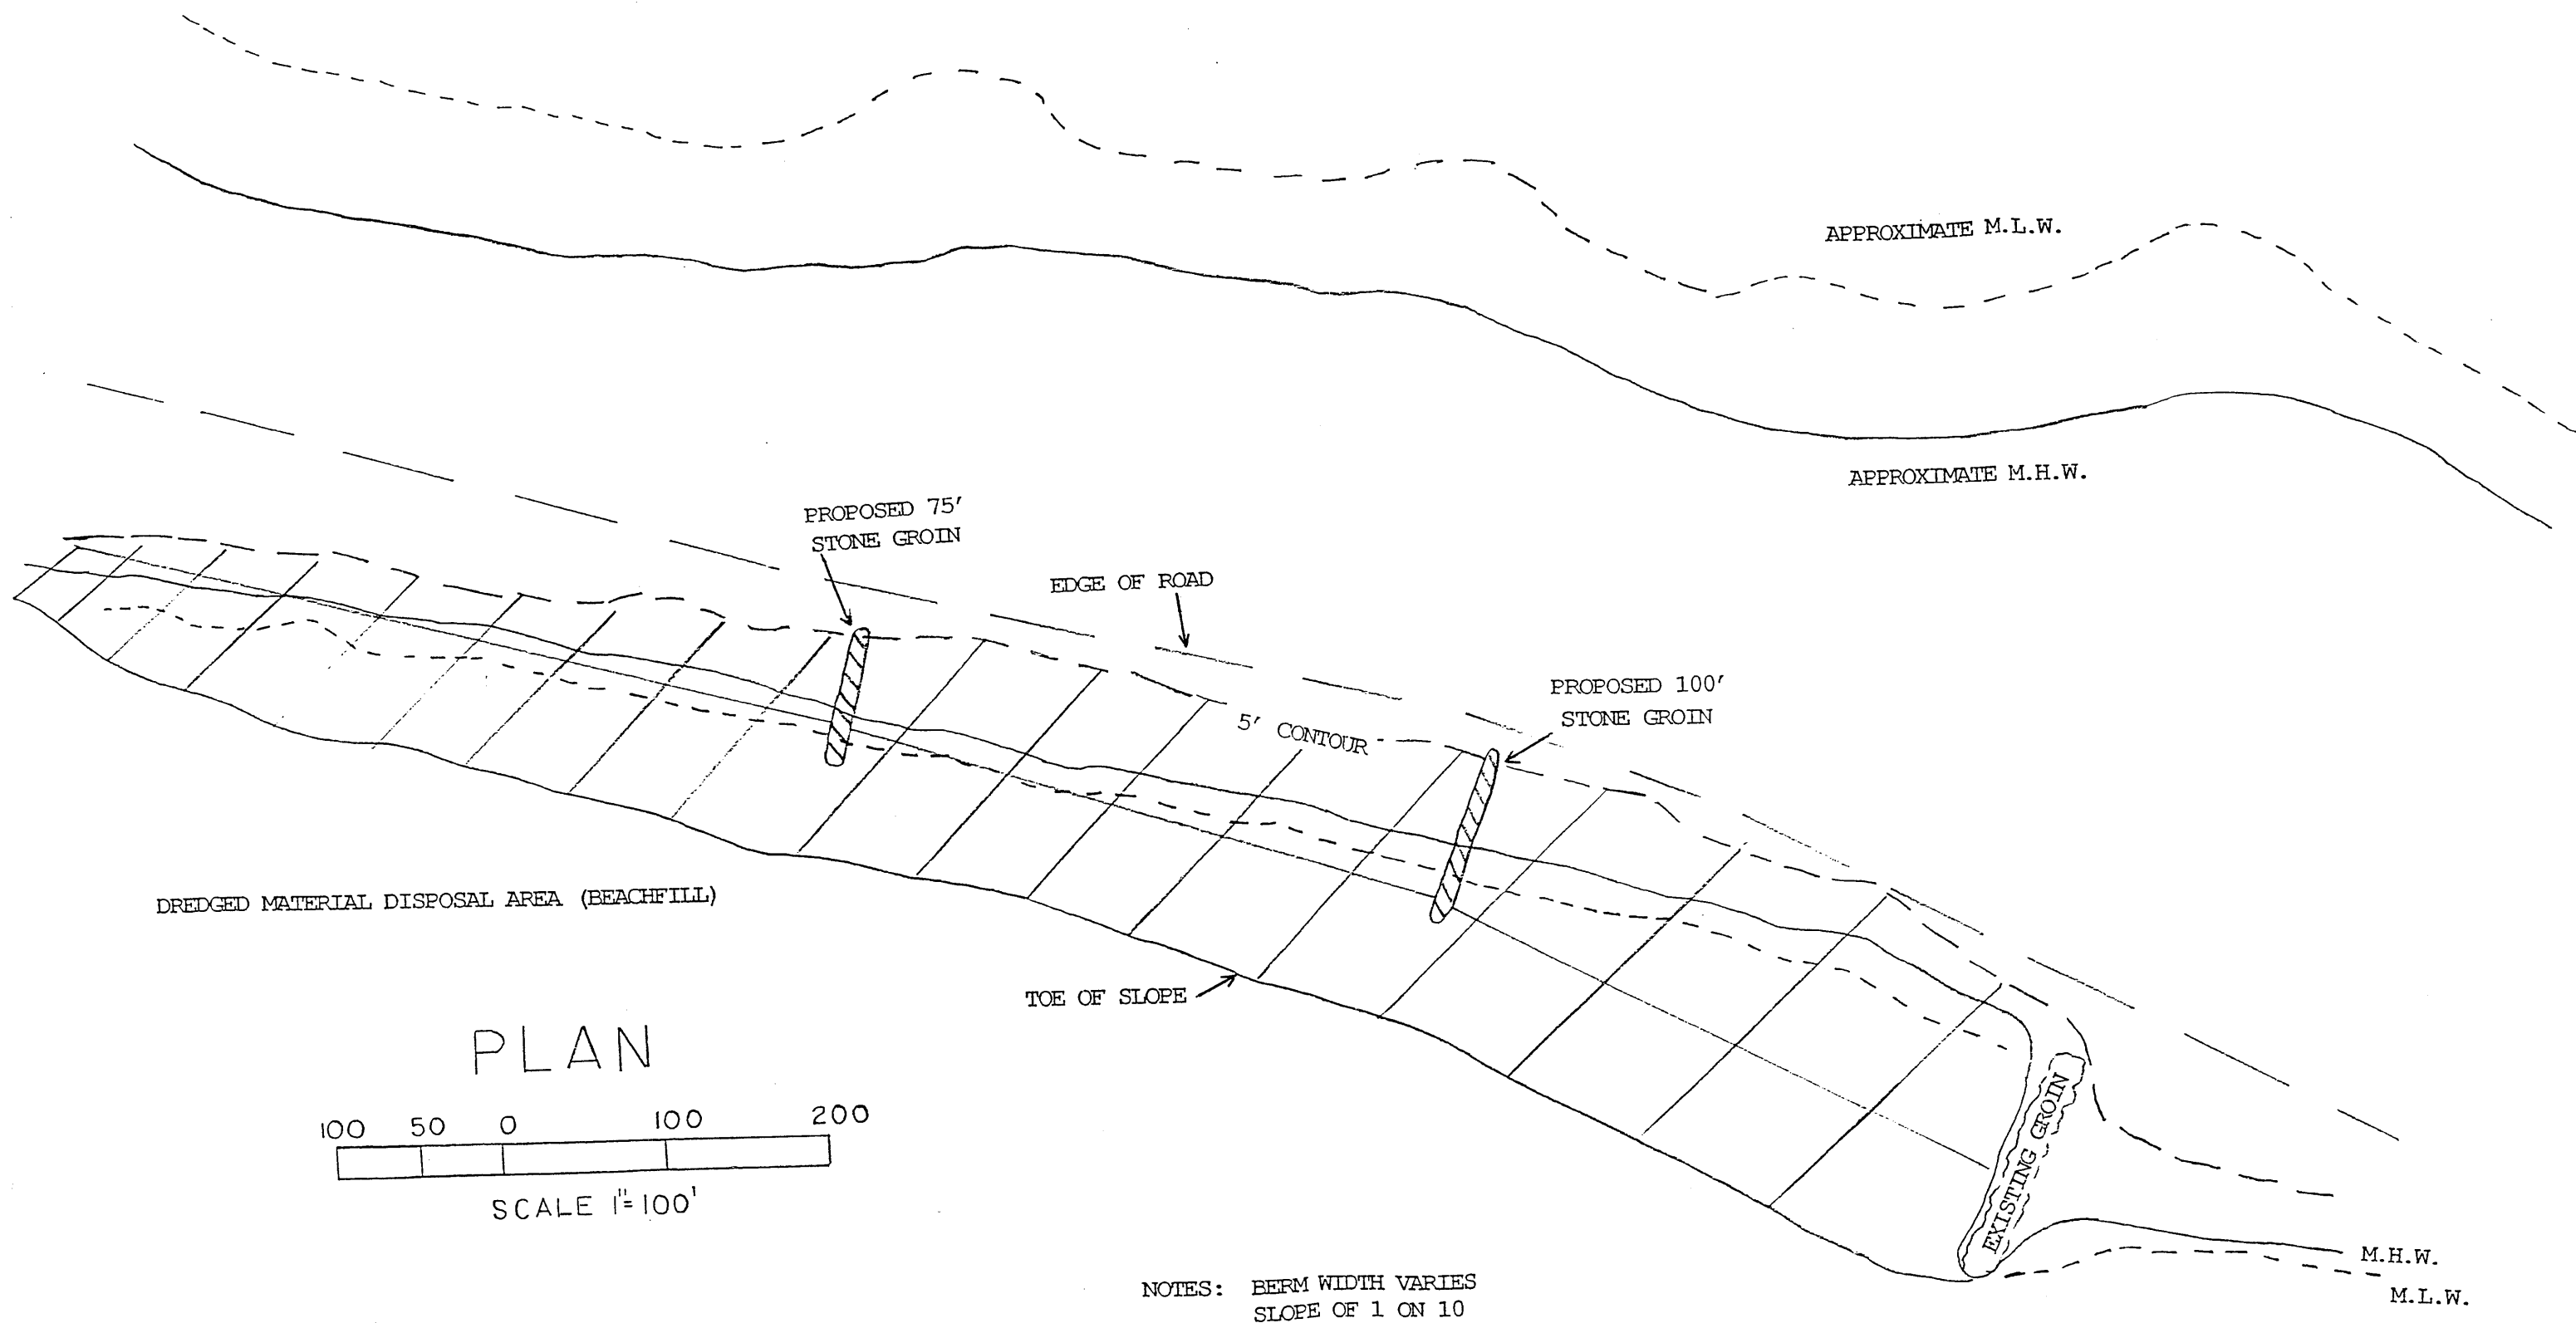 APPROXIMATE M.L.W.
APPROXIMATE M.H.W.
PROPOSED 75'
STONE GROIN
EDGE OF ROAD
PROPOSED 100'
STONE GROIN
5' CONTOUR
DREDGED MATERIAL DISPOSAL AREA (BEACHFILL)
TOE OF SLOPE
PLAN
100 50 0 100 200
SCALE 1"=100'
EXISTING GROIN
M.H.W.
M.L.W.
NOTES: BERM WIDTH VARIES
SLOPE OF 1 ON 10